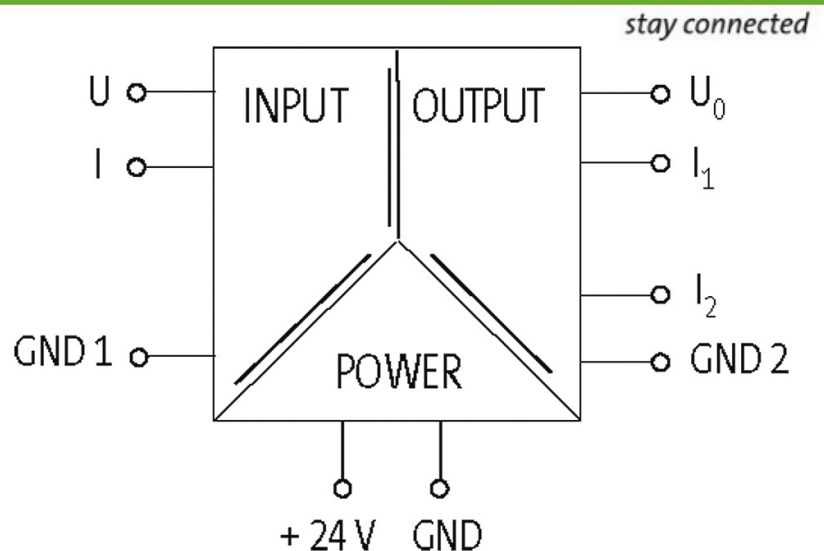 stay connected
U
INPUT
OUTPUT
U₀
I
I₁
I₂
GND 1
POWER
GND 2
+ 24 V
GND